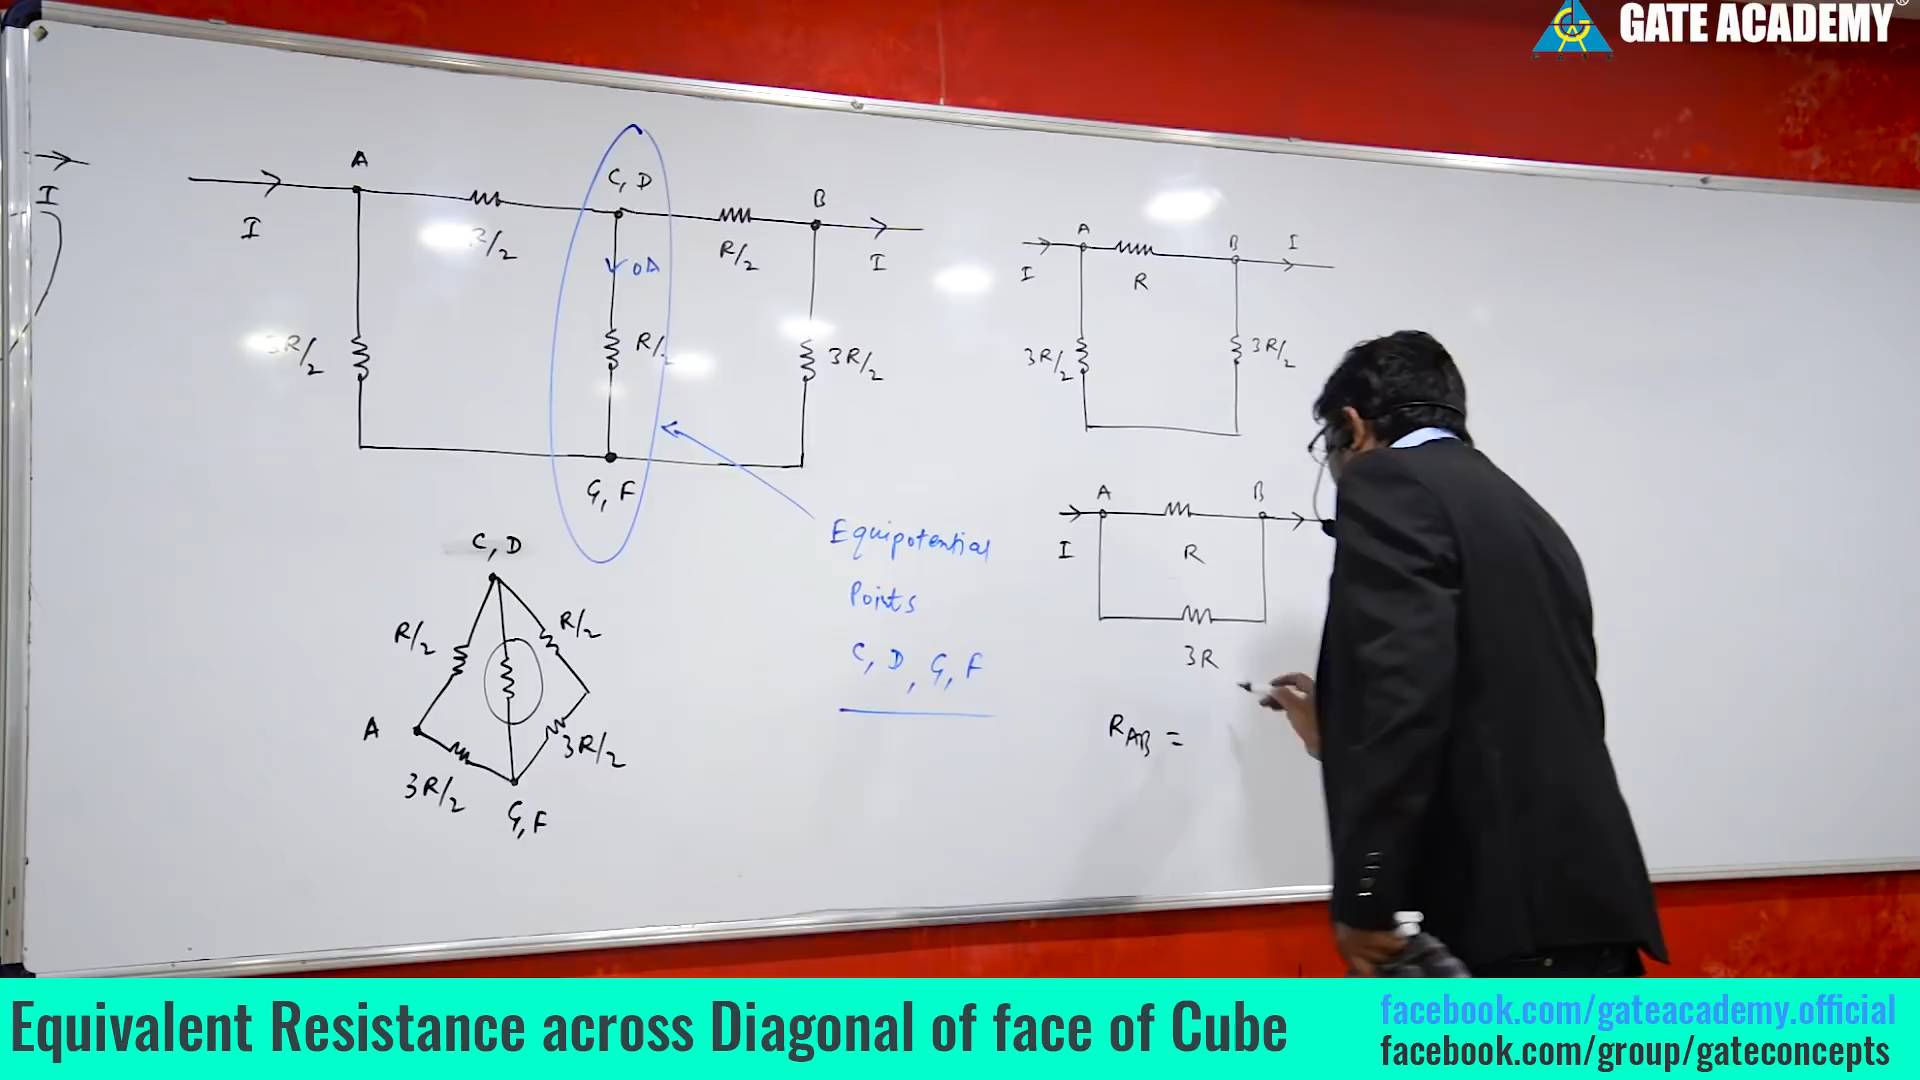 GATE ACADEMY
GATE
I
A
I
R/2
C, D
0A
R/2
B
I
3R/2
R/2
3R/2
G, F
C, D
R/2
R/2
A
3R/2
3R/2
G, F
Equipotential
Points
C, D, G, F
A
B
I
I
R
3R/2
3R/2
A
B
I
R
3R
RAB =
Equivalent Resistance across Diagonal of face of Cube
facebook.com/gateacademy.official
facebook.com/group/gateconcepts